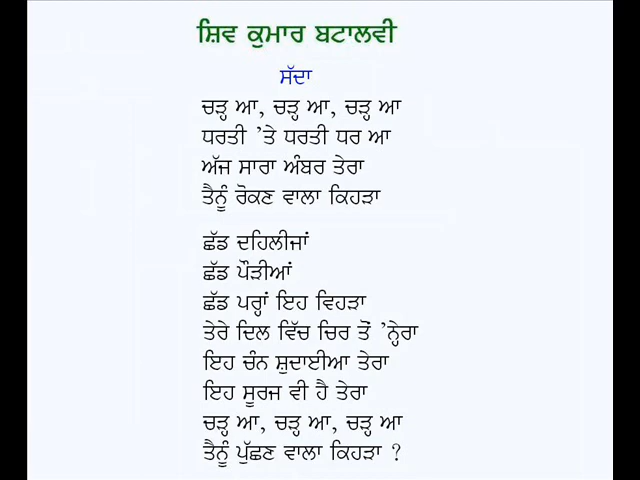 ਸ਼ਿਵ ਕੁਮਾਰ ਬਟਾਲਵੀ
ਸੱਦਾ
ਚੜ੍ਹ ਆ, ਚੜ੍ਹ ਆ, ਚੜ੍ਹ ਆ
ਧਰਤੀ 'ਤੇ ਧਰਤੀ ਧਰ ਆ
ਅੱਜ ਸਾਰਾ ਅੰਬਰ ਤੇਰਾ
ਤੈਨੂੰ ਰੋਕਣ ਵਾਲਾ ਕਿਹੜਾ
ਛੱਡ ਦਹਿਲੀਜਾਂ
ਛੱਡ ਪੌੜੀਆਂ
ਛੱਡ ਪਰ੍ਹਾਂ ਇਹ ਵਿਹੜਾ
ਤੇਰੇ ਦਿਲ ਵਿੱਚ ਚਿਰ ਤੋਂ 'ਨ੍ਹੇਰਾ
ਇਹ ਚੰਨ ਸ਼ੁਦਾਈਆ ਤੇਰਾ
ਇਹ ਸੂਰਜ ਵੀ ਹੈ ਤੇਰਾ
ਚੜ੍ਹ ਆ, ਚੜ੍ਹ ਆ, ਚੜ੍ਹ ਆ
ਤੈਨੂੰ ਪੁੱਛਣ ਵਾਲਾ ਕਿਹੜਾ ?